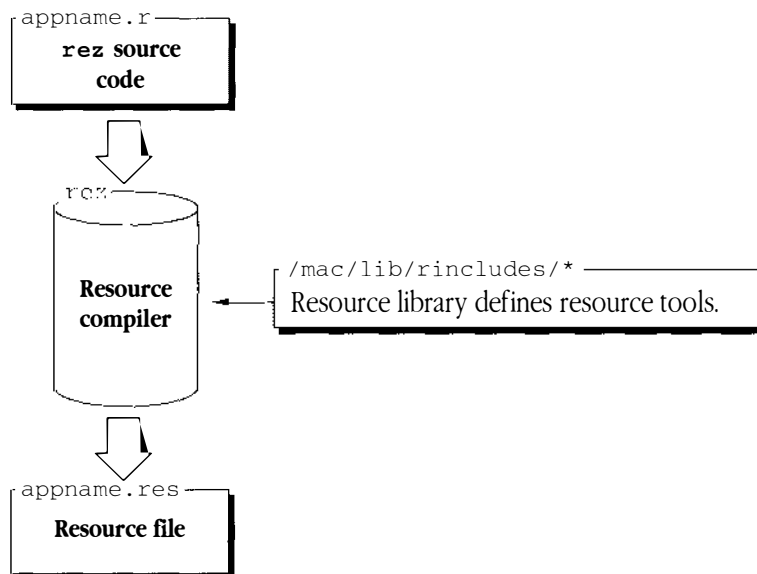 appname.r
rez source
code
rez
Resource
compiler
/mac/lib/rincludes/*
Resource library defines resource tools.
appname.res
Resource file